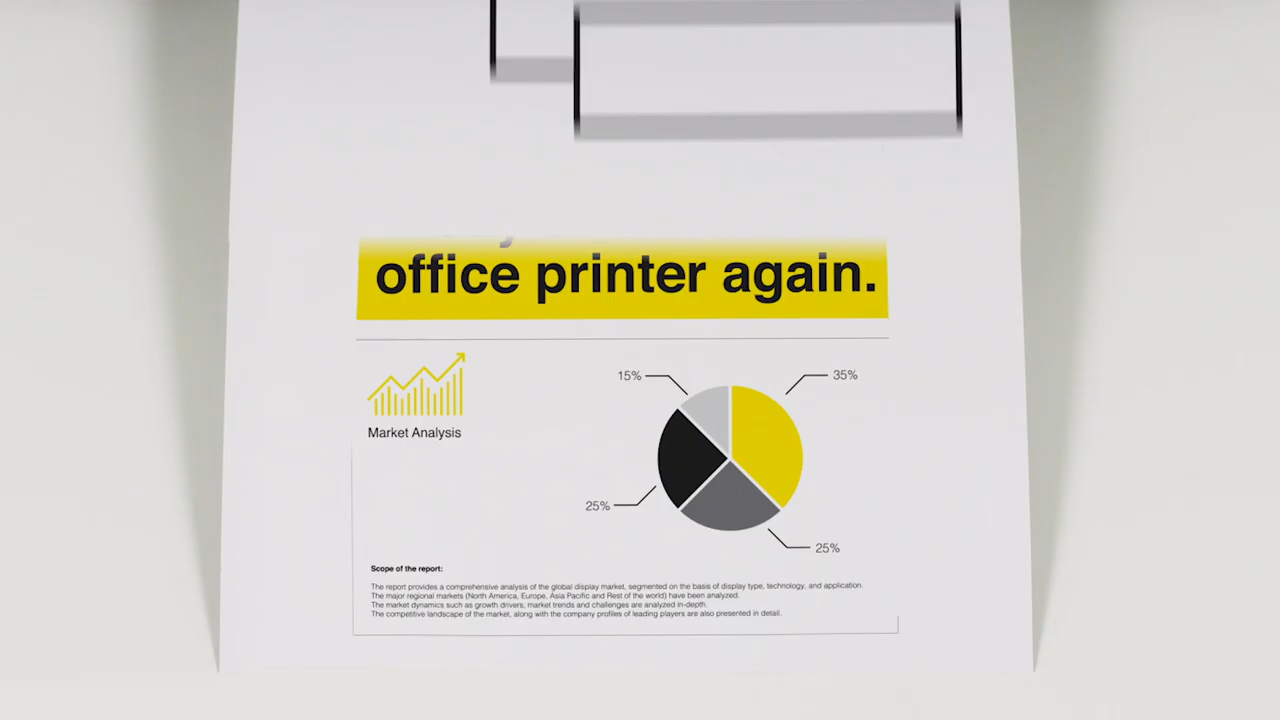 office printer again.
15%
35%
Market Analysis
25%
25%
Scope of the report:
The report provides a comprehensive analysis of the global display market, segmented on the basis of display type, technology, and application.
The major regional markets (North America, Europe, Asia Pacific and Rest of the world) have been analyzed.
The market dynamics such as growth drivers, market trends and challenges are analyzed in-depth.
The competitive landscape of the market, along with the company profiles of leading players are also presented in detail.